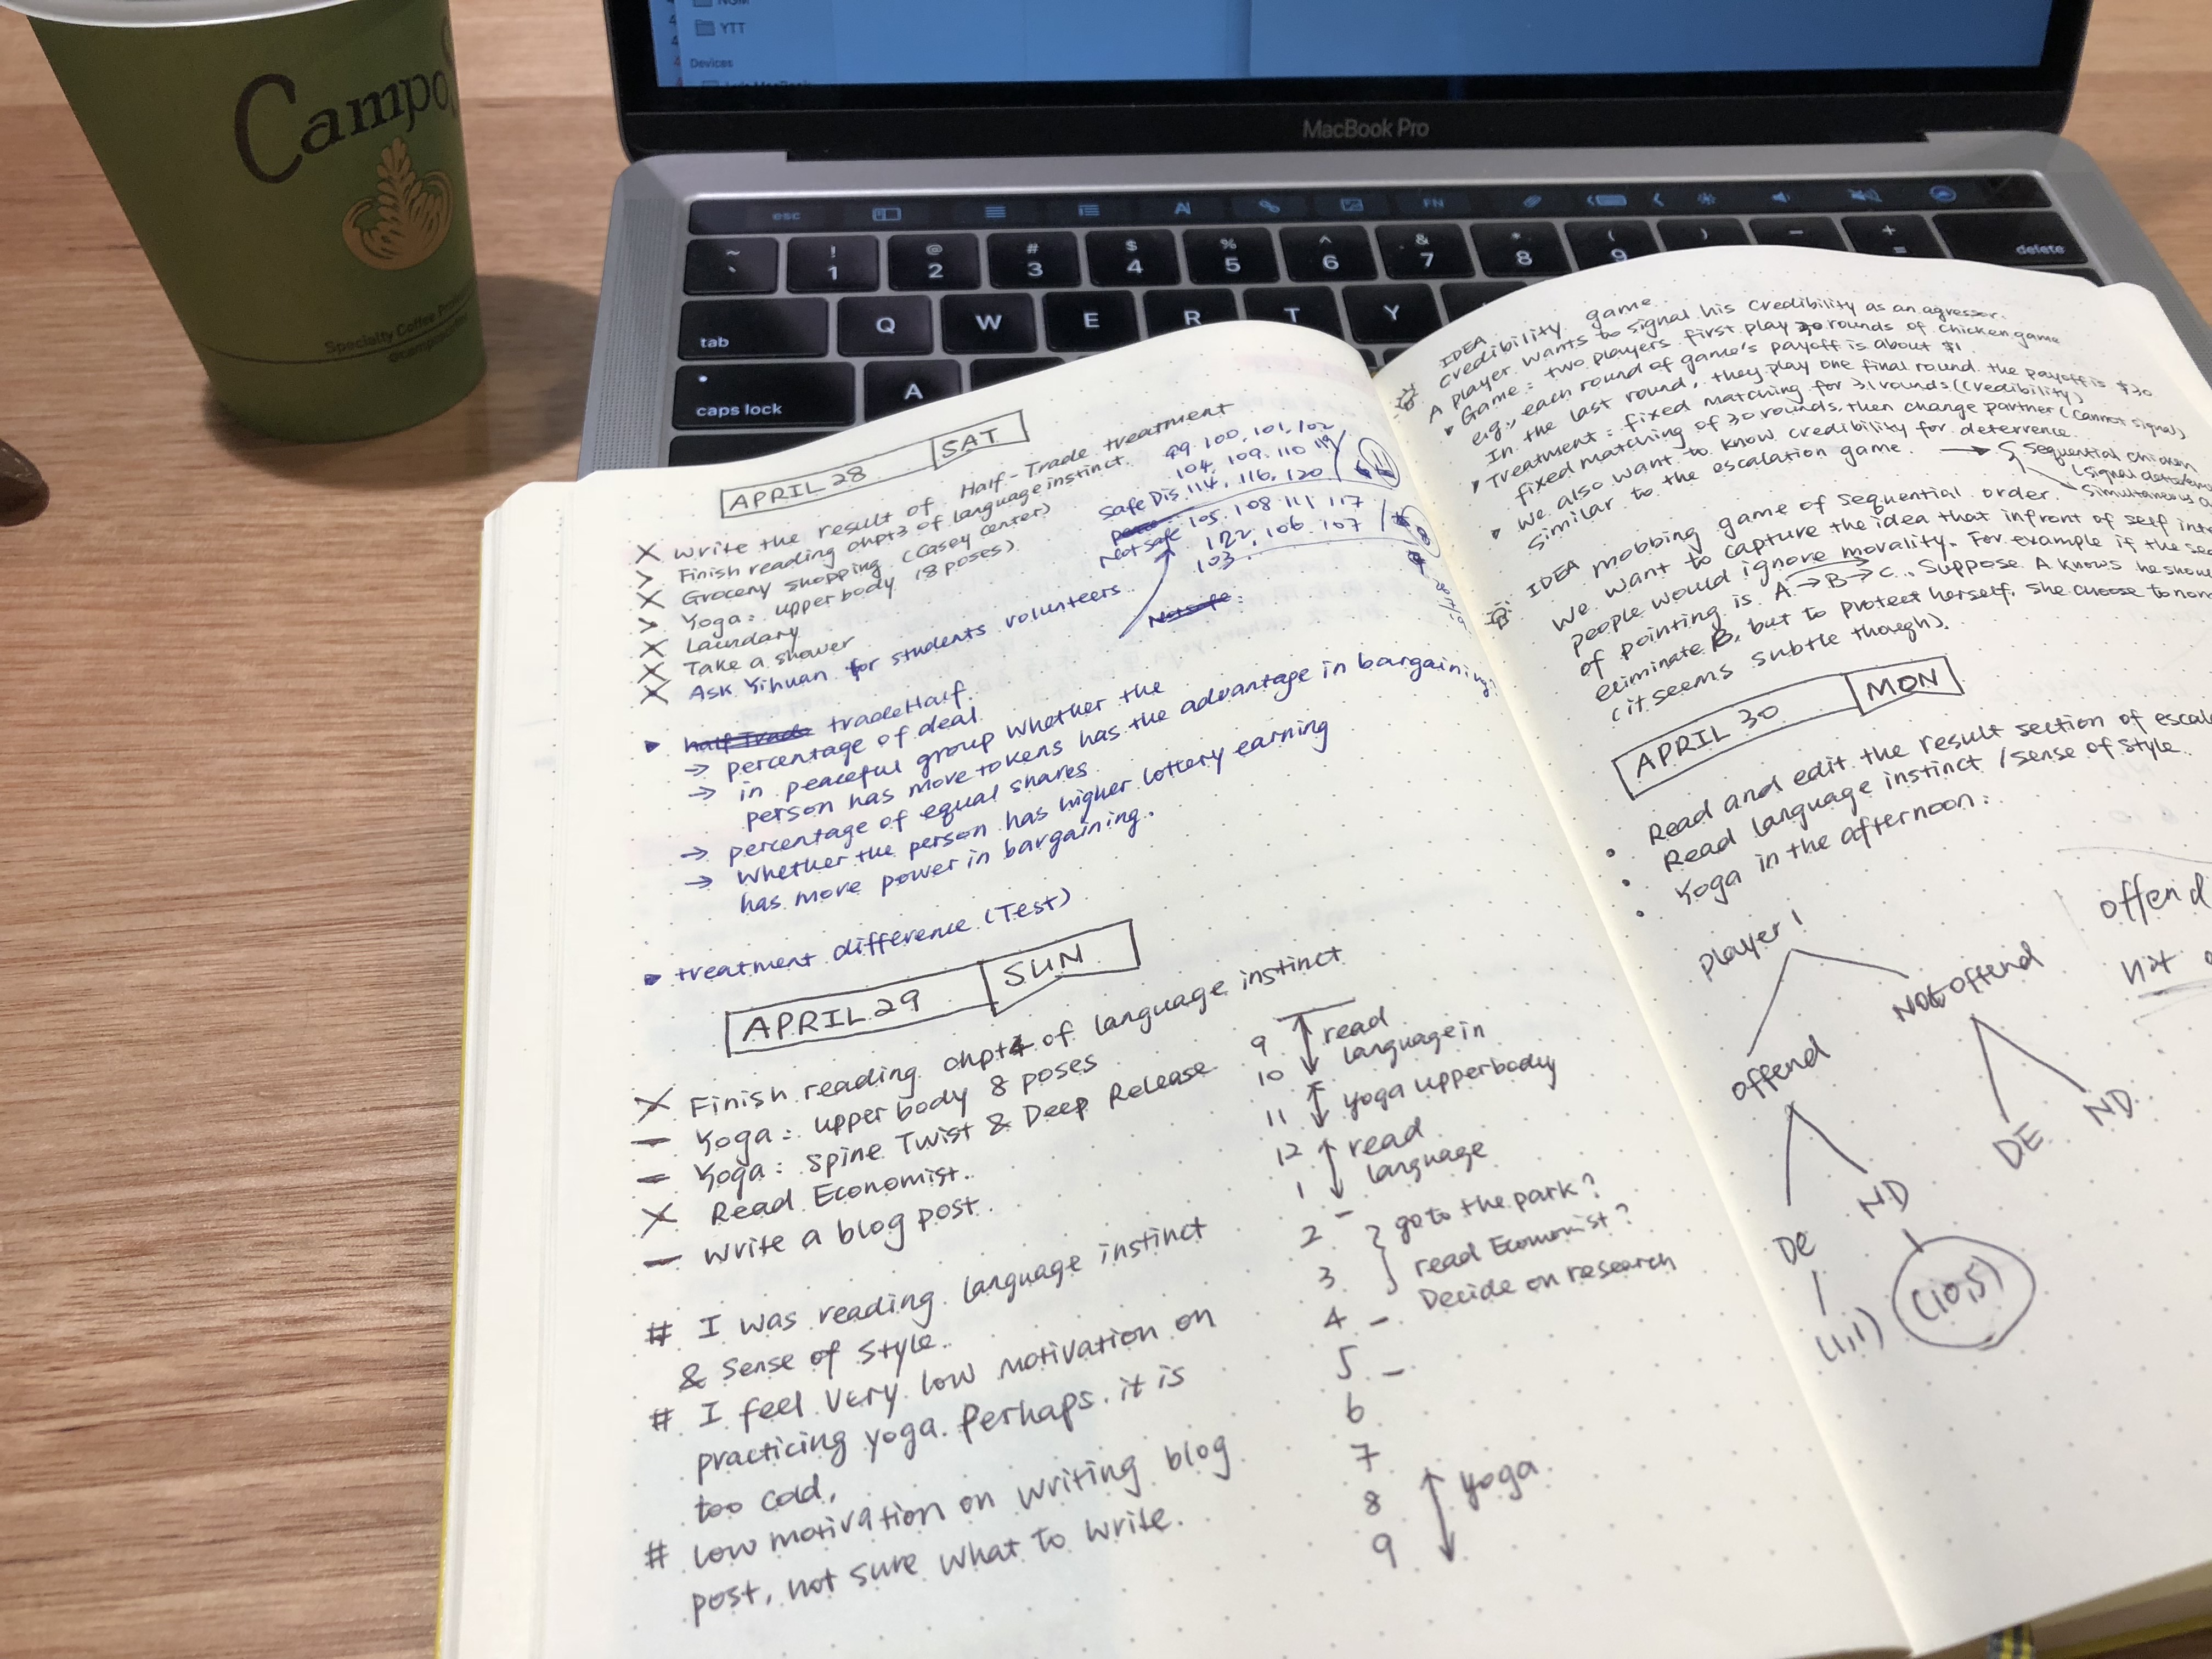 Campos
Specialty Coffee
NGM
YTT
Devices
MacBook Pro
esc
FN
~ ! @ # $ % ^ & * ( ) – +
` 1 2 3 4 5 6 7 8 9 = delete
tab Q W E R T Y
caps lock A
APRIL 28 SAT
X Write the result of Half-Trade treatment
> Finish reading chpt3 of language instinct.
X Grocery shopping (Casey Center)
> Yoga: upper body (8 poses)
X Laundary
X Take a shower
X Ask Yihuan for students volunteers
99. 100, 101, 102
104, 109, 110 119
Safe Dis 114, 116, 120
Not safe 105. 108 111 117
122, 106, 107
103
Not safe:
half Trade tradeHalf.
→ percentage of deal
→ in peaceful group whether the
person has more tokens has the advantage in bargaining.
→ percentage of equal shares
→ whether the person has higher lottery earning
has more power in bargaining.
treatment difference (Test)
APRIL 29 SUN
X Finish reading chpt4 of language instinct
– Yoga: upper body 8 poses
– Yoga: Spine Twist & Deep Release
X Read Economist.
– write a blog post.
# I was reading language instinct
& Sense of Style.
# I feel very low motivation on
practicing yoga. Perhaps. it is
too cold.
# low motivation on writing blog
post, not sure what to write.
9 read
language in
10
11 yoga upperbody
12 read
language
1
2 go to the park?
3 read Economist?
4 – Decide on research
5 –
6
7
8 yoga
9
IDEA
Credibility game
A player wants to signal his credibility as an agressor.
• Game: two players first play 30 rounds of chicken game
e.g., each round of game's payoff is about $1
In the last round, they play one final round. the payoff is $30
• Treatment: fixed matching for 31 rounds (credibility)
fixed matching of 30 rounds, then change partner (cannot signal)
• We also want to know credibility for deterrence.
Similar to the escalation game. → Sequential chicken
(signal
simultaneous
IDEA mobbing game of sequential order.
We want to capture the idea that infront of self
people would ignore morality. For example if the
of pointing is A→B→C. Suppose A knows he
eliminate B, but to protect herself, she choose to
(it seems subtle though).
APRIL 30 MON
• Read and edit the result section of
• Read language instinct / sense of style.
• Yoga in the afternoon.
Player 1
offend
Not offend
offend
DE ND
DE ND
(1,1) (10,5)